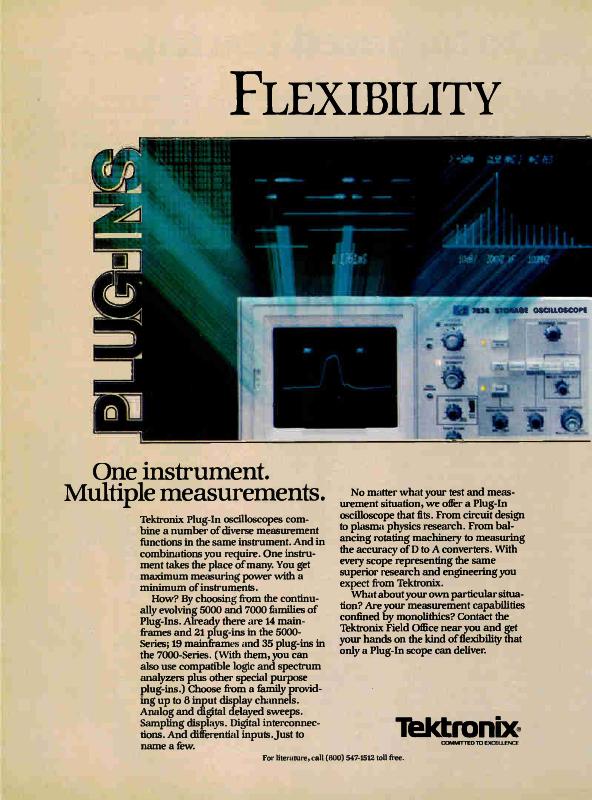 FLEXIBILITY
PLUG-INS
7834 STORAGE OSCILLOSCOPE
One instrument.
Multiple measurements.
Tektronix Plug-In oscilloscopes com-
bine a number of diverse measurement
functions in the same instrument. And in
combinations you require. One instru-
ment takes the place of many. You get
maximum measuring power with a
minimum of instruments.
How? By choosing from the continu-
ally evolving 5000 and 7000 families of
Plug-Ins. Already there are 14 main-
frames and 21 plug-ins in the 5000-
Series; 19 mainframes and 35 plug-ins in
the 7000-Series. (With them, you can
also use compatible logic and spectrum
analyzers plus other special purpose
plug-ins.) Choose from a family provid-
ing up to 8 input display channels.
Analog and digital delayed sweeps.
Sampling displays. Digital interconnec-
tions. And differential inputs. Just to
name a few.
No matter what your test and meas-
urement situation, we offer a Plug-In
oscilloscope that fits. From circuit design
to plasma physics research. From bal-
ancing rotating machinery to measuring
the accuracy of D to A converters. With
every scope representing the same
superior research and engineering you
expect from Tektronix.
What about your own particular situa-
tion? Are your measurement capabilities
confined by monolithics? Contact the
Tektronix Field Office near you and get
your hands on the kind of flexibility that
only a Plug-In scope can deliver.
Tektronix®
COMMITTED TO EXCELLENCE
For literature, call (800) 547-1512 toll free.